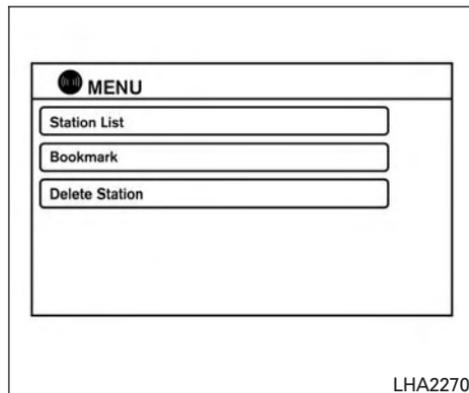 MENU
Station List
Bookmark
Delete Station
LHA2270